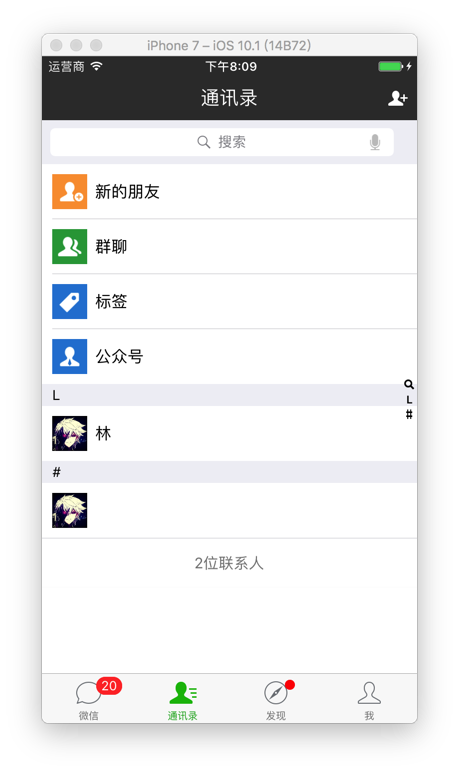 iPhone 7 – iOS 10.1 (14B72)
运营商 下午8:09
通讯录
搜索
新的朋友
群聊
标签
公众号
L
林
#
L
#
2位联系人
20
微信 通讯录 发现 我